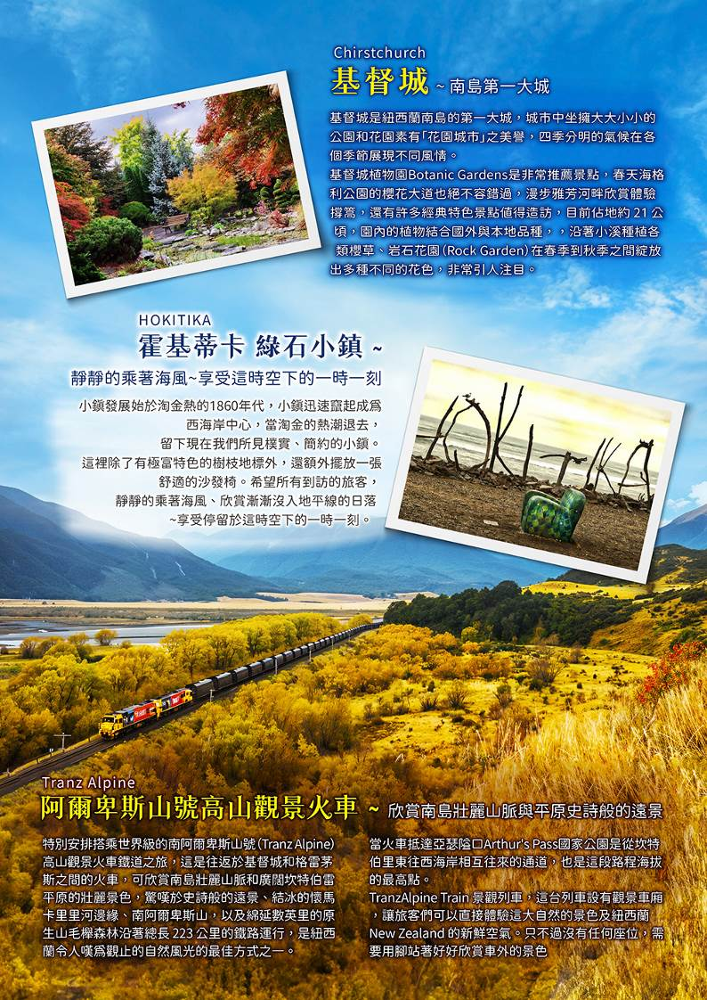 Chirstchurch
基督城 ~ 南島第一大城
基督城是紐西蘭南島的第一大城，城市中坐擁大大小小的
公園和花園素有「花園城市」之美譽，四季分明的氣候在各
個季節展現不同風情。
基督城植物園Botanic Gardens是非常推薦景點，春天海格
利公園的櫻花大道也絕不容錯過，漫步雅芳河畔欣賞體驗
撐篙，還有許多經典特色景點值得造訪，目前佔地約 21 公
頃，園內的植物結合國外與本地品種，，沿著小溪種植各
類櫻草、岩石花園（Rock Garden）在春季到秋季之間綻放
出多種不同的花色，非常引人注目。
HOKITIKA
霍基蒂卡 綠石小鎮 ~
靜靜的乘著海風~享受這時空下的一時一刻
小鎮發展始於淘金熱的1860年代，小鎮迅速竄起成為
西海岸中心，當淘金的熱潮退去，
留下現在我們所見樸實、簡約的小鎮。
這裡除了有極富特色的樹枝地標外，還額外擺放一張
舒適的沙發椅。希望所有到訪的旅客，
靜靜的乘著海風、欣賞漸漸沒入地平線的日落
~享受停留於這時空下的一時一刻。
Tranz Alpine
阿爾卑斯山號高山觀景火車 ~ 欣賞南島壯麗山脈與平原史詩般的遠景
特別安排搭乘世界級的南阿爾卑斯山號（Tranz Alpine）
高山觀景火車鐵道之旅，這是往返於基督城和格雷茅
斯之間的火車，可欣賞南島壯麗山脈和廣闊坎特伯雷
平原的壯麗景色，驚嘆於史詩般的遠景、結冰的懷馬
卡里里河邊緣、南阿爾卑斯山，以及綿延數英里的原
生山毛櫸森林沿著總長 223 公里的鐵路運行，是紐西
蘭令人嘆為觀止的自然風光的最佳方式之一。
當火車抵達亞瑟隘口Arthur's Pass國家公園是從坎特
伯里東往西海岸相互往來的通道，也是這段路程海拔
的最高點。
TranzAlpine Train 景觀列車，這台列車設有觀景車廂
，讓旅客們可以直接體驗這大自然的景色及紐西蘭
New Zealand 的新鮮空氣。只不過沒有任何座位，需
要用腳站著好好欣賞車外的景色